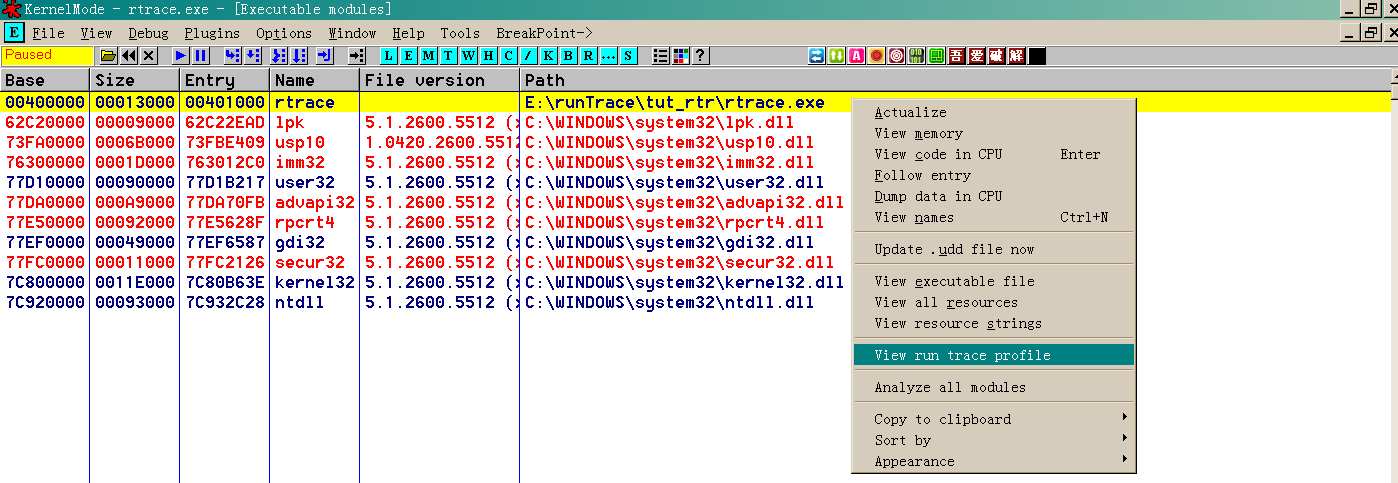 KernelMode - rtrace.exe - [Executable modules]
E File View Debug Plugins Options Window Help Tools BreakPoint->
Paused L E M T W H C / K B R ... S ? A 吾 爱 破 解
Base Size Entry Name File version Path
00400000 00013000 00401000 rtrace E:\runTrace\tut_rtr\rtrace.exe
62C20000 00009000 62C22EAD lpk 5.1.2600.5512 ( C:\WINDOWS\system32\lpk.dll
73FA0000 0006B000 73FBE409 usp10 1.0420.2600.5512 C:\WINDOWS\system32\usp10.dll
76300000 0001D000 763012C0 imm32 5.1.2600.5512 ( C:\WINDOWS\system32\imm32.dll
77D10000 00090000 77D1B217 user32 5.1.2600.5512 ( C:\WINDOWS\system32\user32.dll
77DA0000 000A9000 77DA70FB advapi32 5.1.2600.5512 ( C:\WINDOWS\system32\advapi32.dll
77E50000 00092000 77E5628F rpcrt4 5.1.2600.5512 ( C:\WINDOWS\system32\rpcrt4.dll
77EF0000 00049000 77EF6587 gdi32 5.1.2600.5512 ( C:\WINDOWS\system32\gdi32.dll
77FC0000 00011000 77FC2126 secur32 5.1.2600.5512 ( C:\WINDOWS\system32\secur32.dll
7C800000 0011E000 7C80B63E kernel32 5.1.2600.5512 ( C:\WINDOWS\system32\kernel32.dll
7C920000 00093000 7C932C28 ntdll 5.1.2600.5512 ( C:\WINDOWS\system32\ntdll.dll
Actualize
View memory
View code in CPU Enter
Follow entry
Dump data in CPU
View names Ctrl+N
Update .udd file now
View executable file
View all resources
View resource strings
View run trace profile
Analyze all modules
Copy to clipboard
Sort by
Appearance